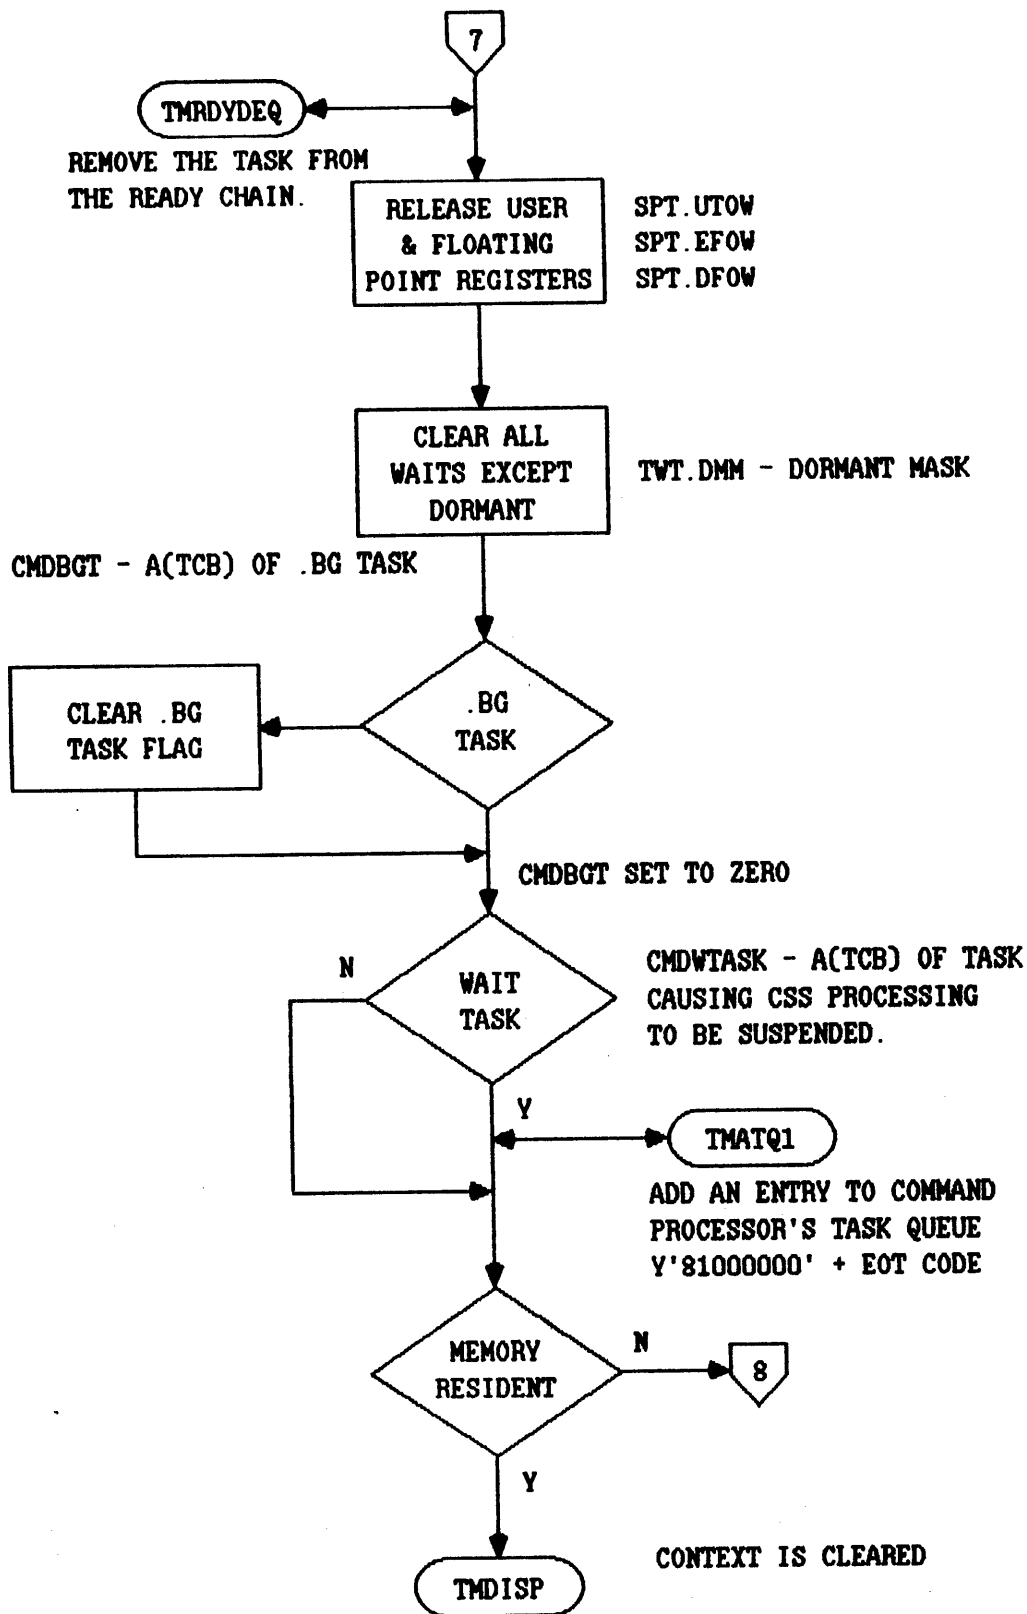 7
TMRDYDEQ
REMOVE THE TASK FROM
THE READY CHAIN.
RELEASE USER
& FLOATING
POINT REGISTERS
SPT.UTOW
SPT.EFOW
SPT.DFOW
CLEAR ALL
WAITS EXCEPT
DORMANT
TWT.DMM - DORMANT MASK
CMDBGT - A(TCB) OF .BG TASK
.BG
TASK
CLEAR .BG
TASK FLAG
CMDBGT SET TO ZERO
N
WAIT
TASK
CMDWTASK - A(TCB) OF TASK
CAUSING CSS PROCESSING
TO BE SUSPENDED.
Y
TMATQ1
ADD AN ENTRY TO COMMAND
PROCESSOR'S TASK QUEUE
Y'81000000' + EOT CODE
MEMORY
RESIDENT
N
8
Y
CONTEXT IS CLEARED
TMDISP